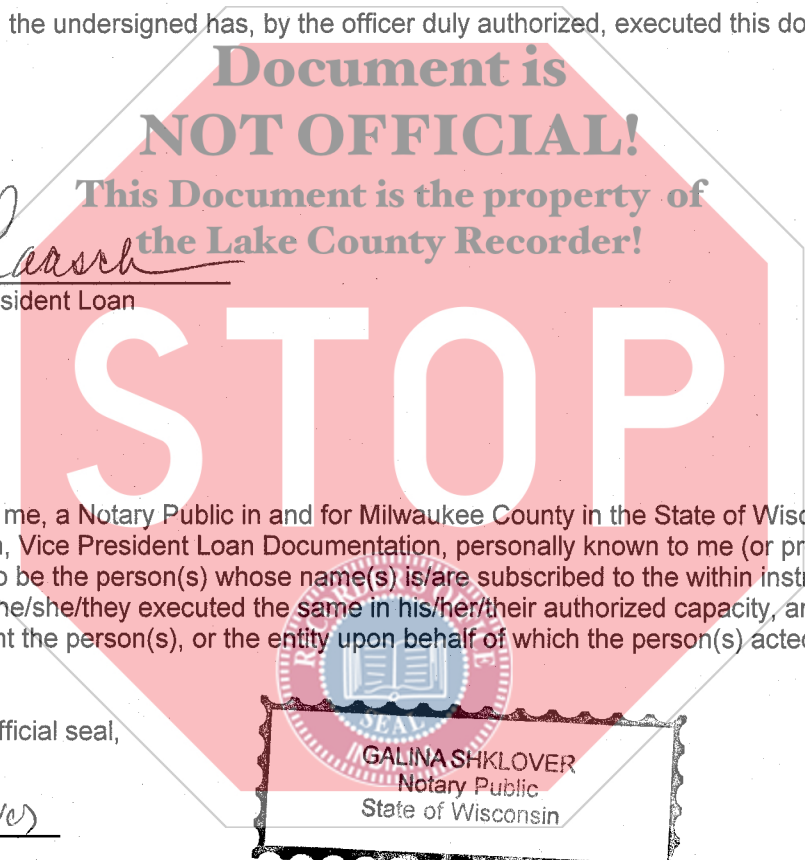 the undersigned has, by the officer duly authorized, executed this do
Document is
NOT OFFICIAL!
This Document is the property of
the Lake County Recorder!
aasch
sident Loan
STOP
me, a Notary Public in and for Milwaukee County in the State of Wisc
, Vice President Loan Documentation, personally known to me (or pr
o be the person(s) whose name(s) is/are subscribed to the within instr
he/she/they executed the same in his/her/their authorized capacity, an
nt the person(s), or the entity upon behalf of which the person(s) acted
SEAL
INDIANA
fficial seal,
GALINA SHKLOVER
Notary Public
State of Wisconsin